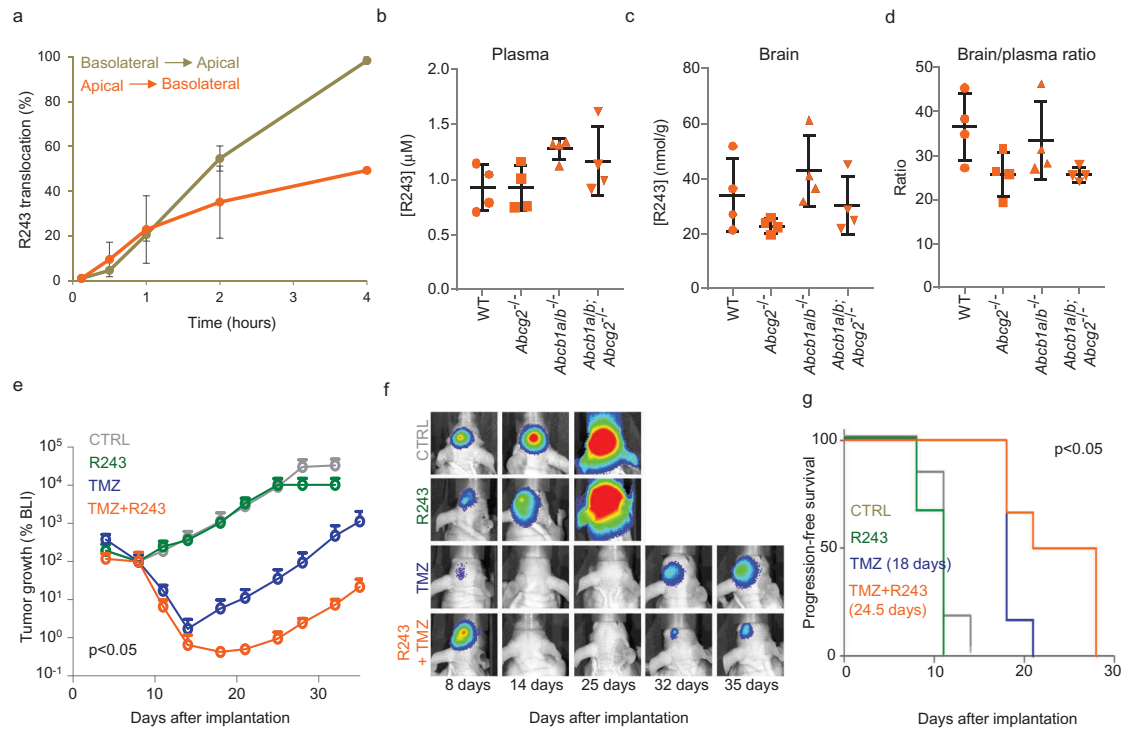 a
b
c
d
100
80
60
40
20
0
R243 translocation (%)
Basolateral → Apical
Apical → Basolateral
0
1
2
3
4
Time (hours)
Plasma
2.0
1.5
1.0
0.5
0.0
[R243] (μM)
WT
Abcg2-/-
Abcb1a/b-/-
Abcb1a/b;
Abcg2-/-
Brain
80
60
40
20
0
[R243] (nmol/g)
WT
Abcg2-/-
Abcb1a/b-/-
Abcb1a/b;
Abcg2-/-
Brain/plasma ratio
50
40
30
20
10
0
Ratio
WT
Abcg2-/-
Abcb1a/b-/-
Abcb1a/b;
Abcg2-/-
e
f
g
10^5
10^4
10^3
10^2
10^1
10^0
10^-1
Tumor growth (% BLI)
CTRL
R243
TMZ
TMZ+R243
p<0.05
0
10
20
30
Days after implantation
CTRL
R243
TMZ
R243
+ TMZ
8 days
14 days
25 days
32 days
35 days
Days after implantation
100
50
0
Progression-free survival
p<0.05
CTRL
R243
TMZ (18 days)
TMZ+R243
(24.5 days)
0
10
20
30
Days after implantation